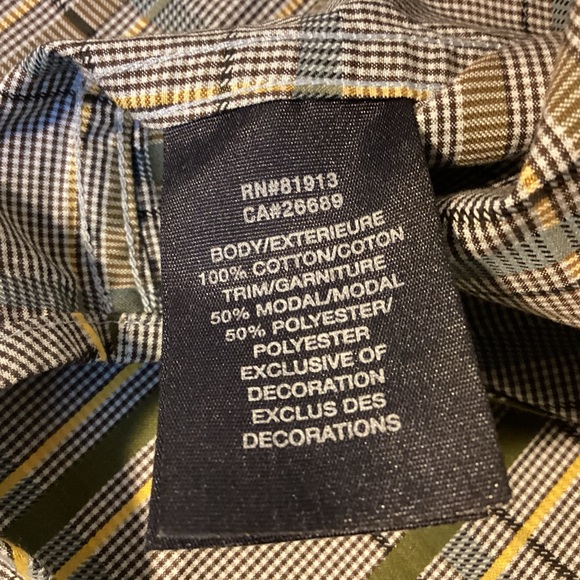 RN#81913
CA#26689
BODY/EXTERIEURE
100% COTTON/COTON
TRIM/GARNITURE
50% MODAL/MODAL
50% POLYESTER/
POLYESTER
EXCLUSIVE OF
DECORATION
EXCLUS DES
DECORATIONS